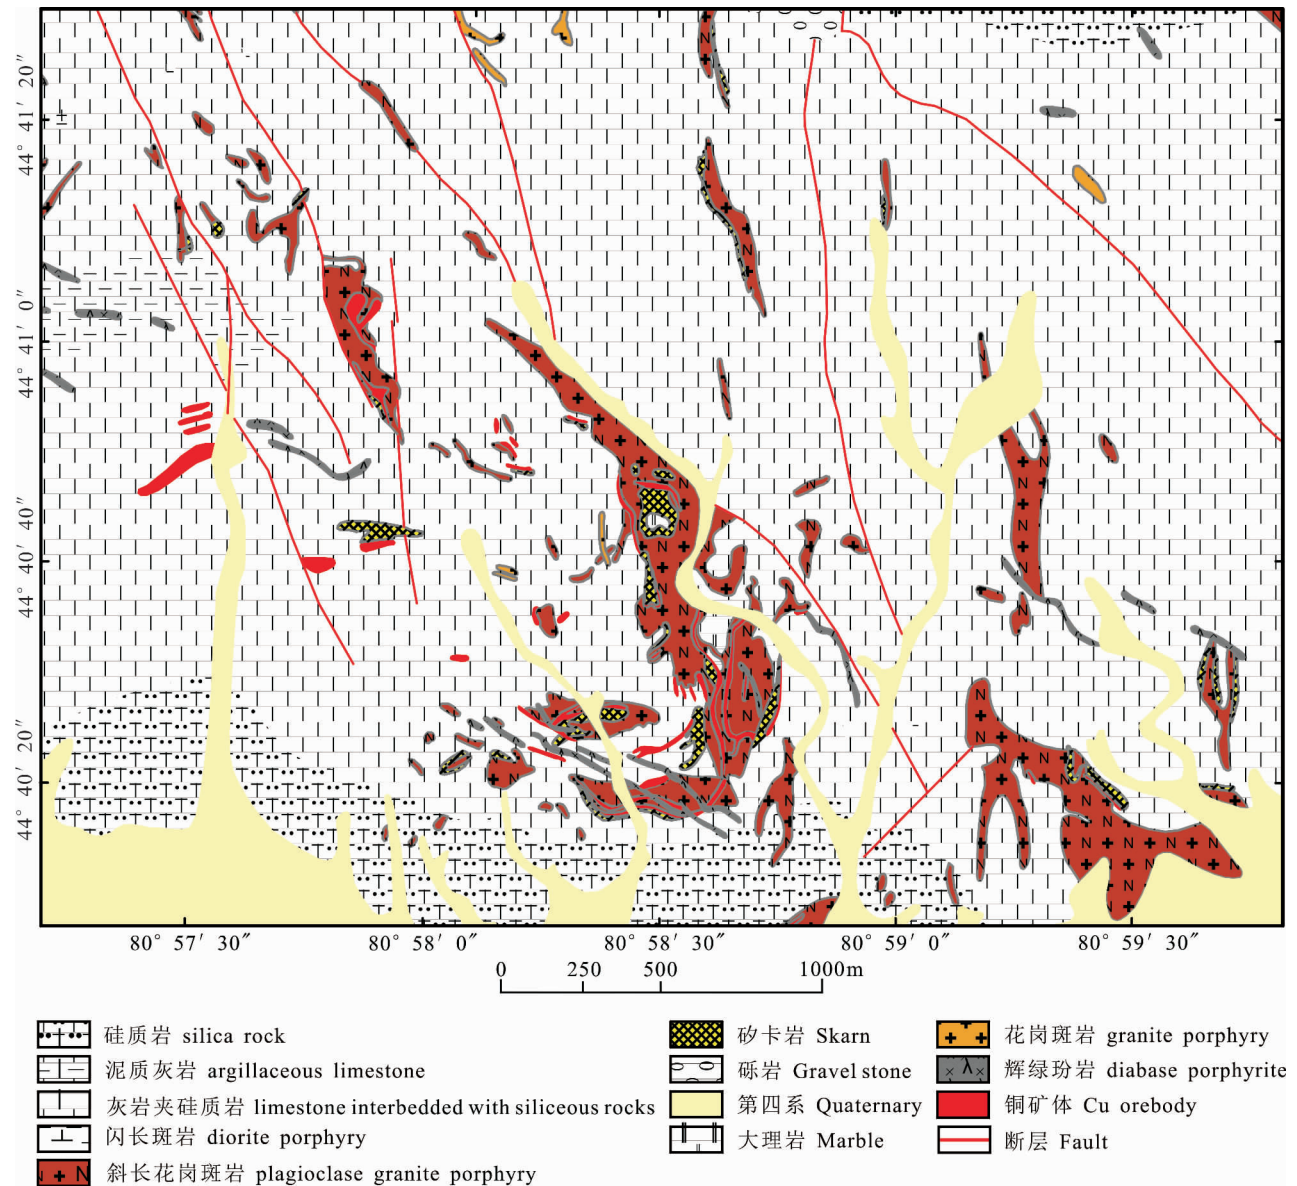 44° 41′ 20″
44° 41′ 0″
44° 40′ 40″
44° 40′ 20″
80° 57′ 30″
80° 58′ 0″
80° 58′ 30″
80° 59′ 0″
80° 59′ 30″
0 250 500 1000m
硅质岩 silica rock
泥质灰岩 argillaceous limestone
灰岩夹硅质岩 limestone interbedded with siliceous rocks
闪长斑岩 diorite porphyry
斜长花岗斑岩 plagioclase granite porphyry
矽卡岩 Skarn
砾岩 Gravel stone
第四系 Quaternary
大理岩 Marble
花岗斑岩 granite porphyry
辉绿玢岩 diabase porphyrite
铜矿体 Cu orebody
断层 Fault